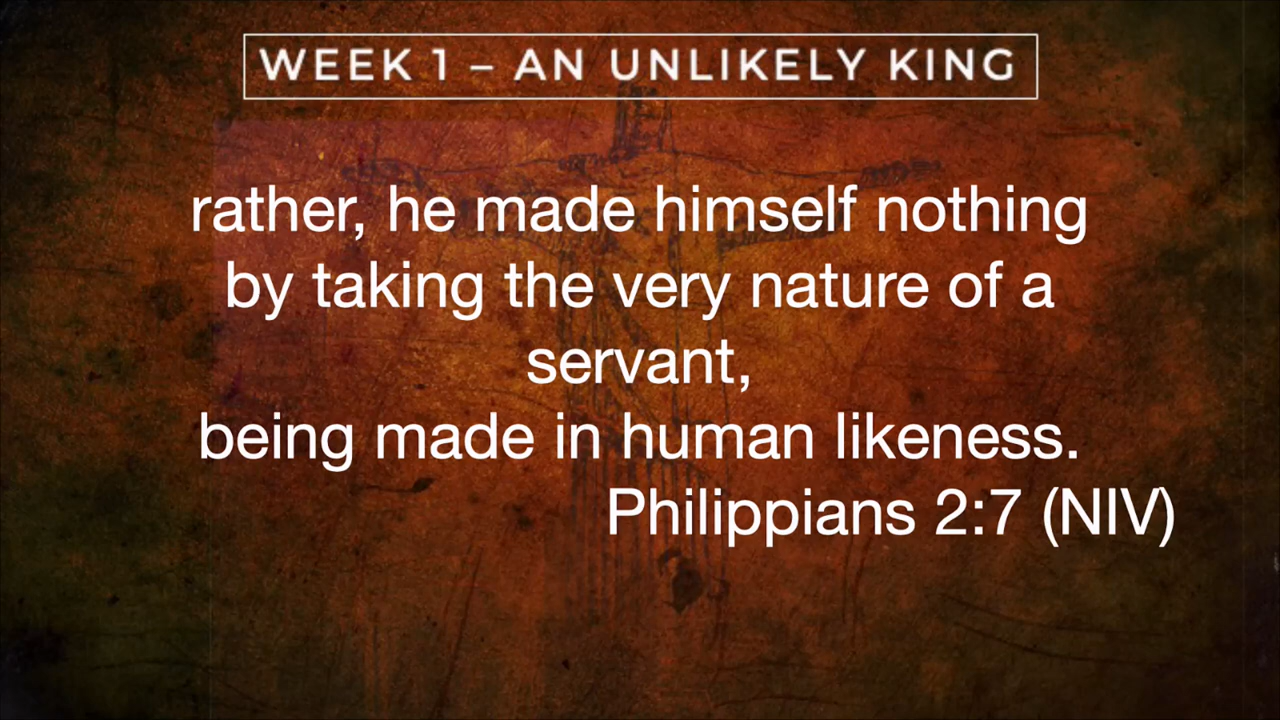 WEEK 1 – AN UNLIKELY KING
rather, he made himself nothing
by taking the very nature of a
servant,
being made in human likeness.
Philippians 2:7 (NIV)